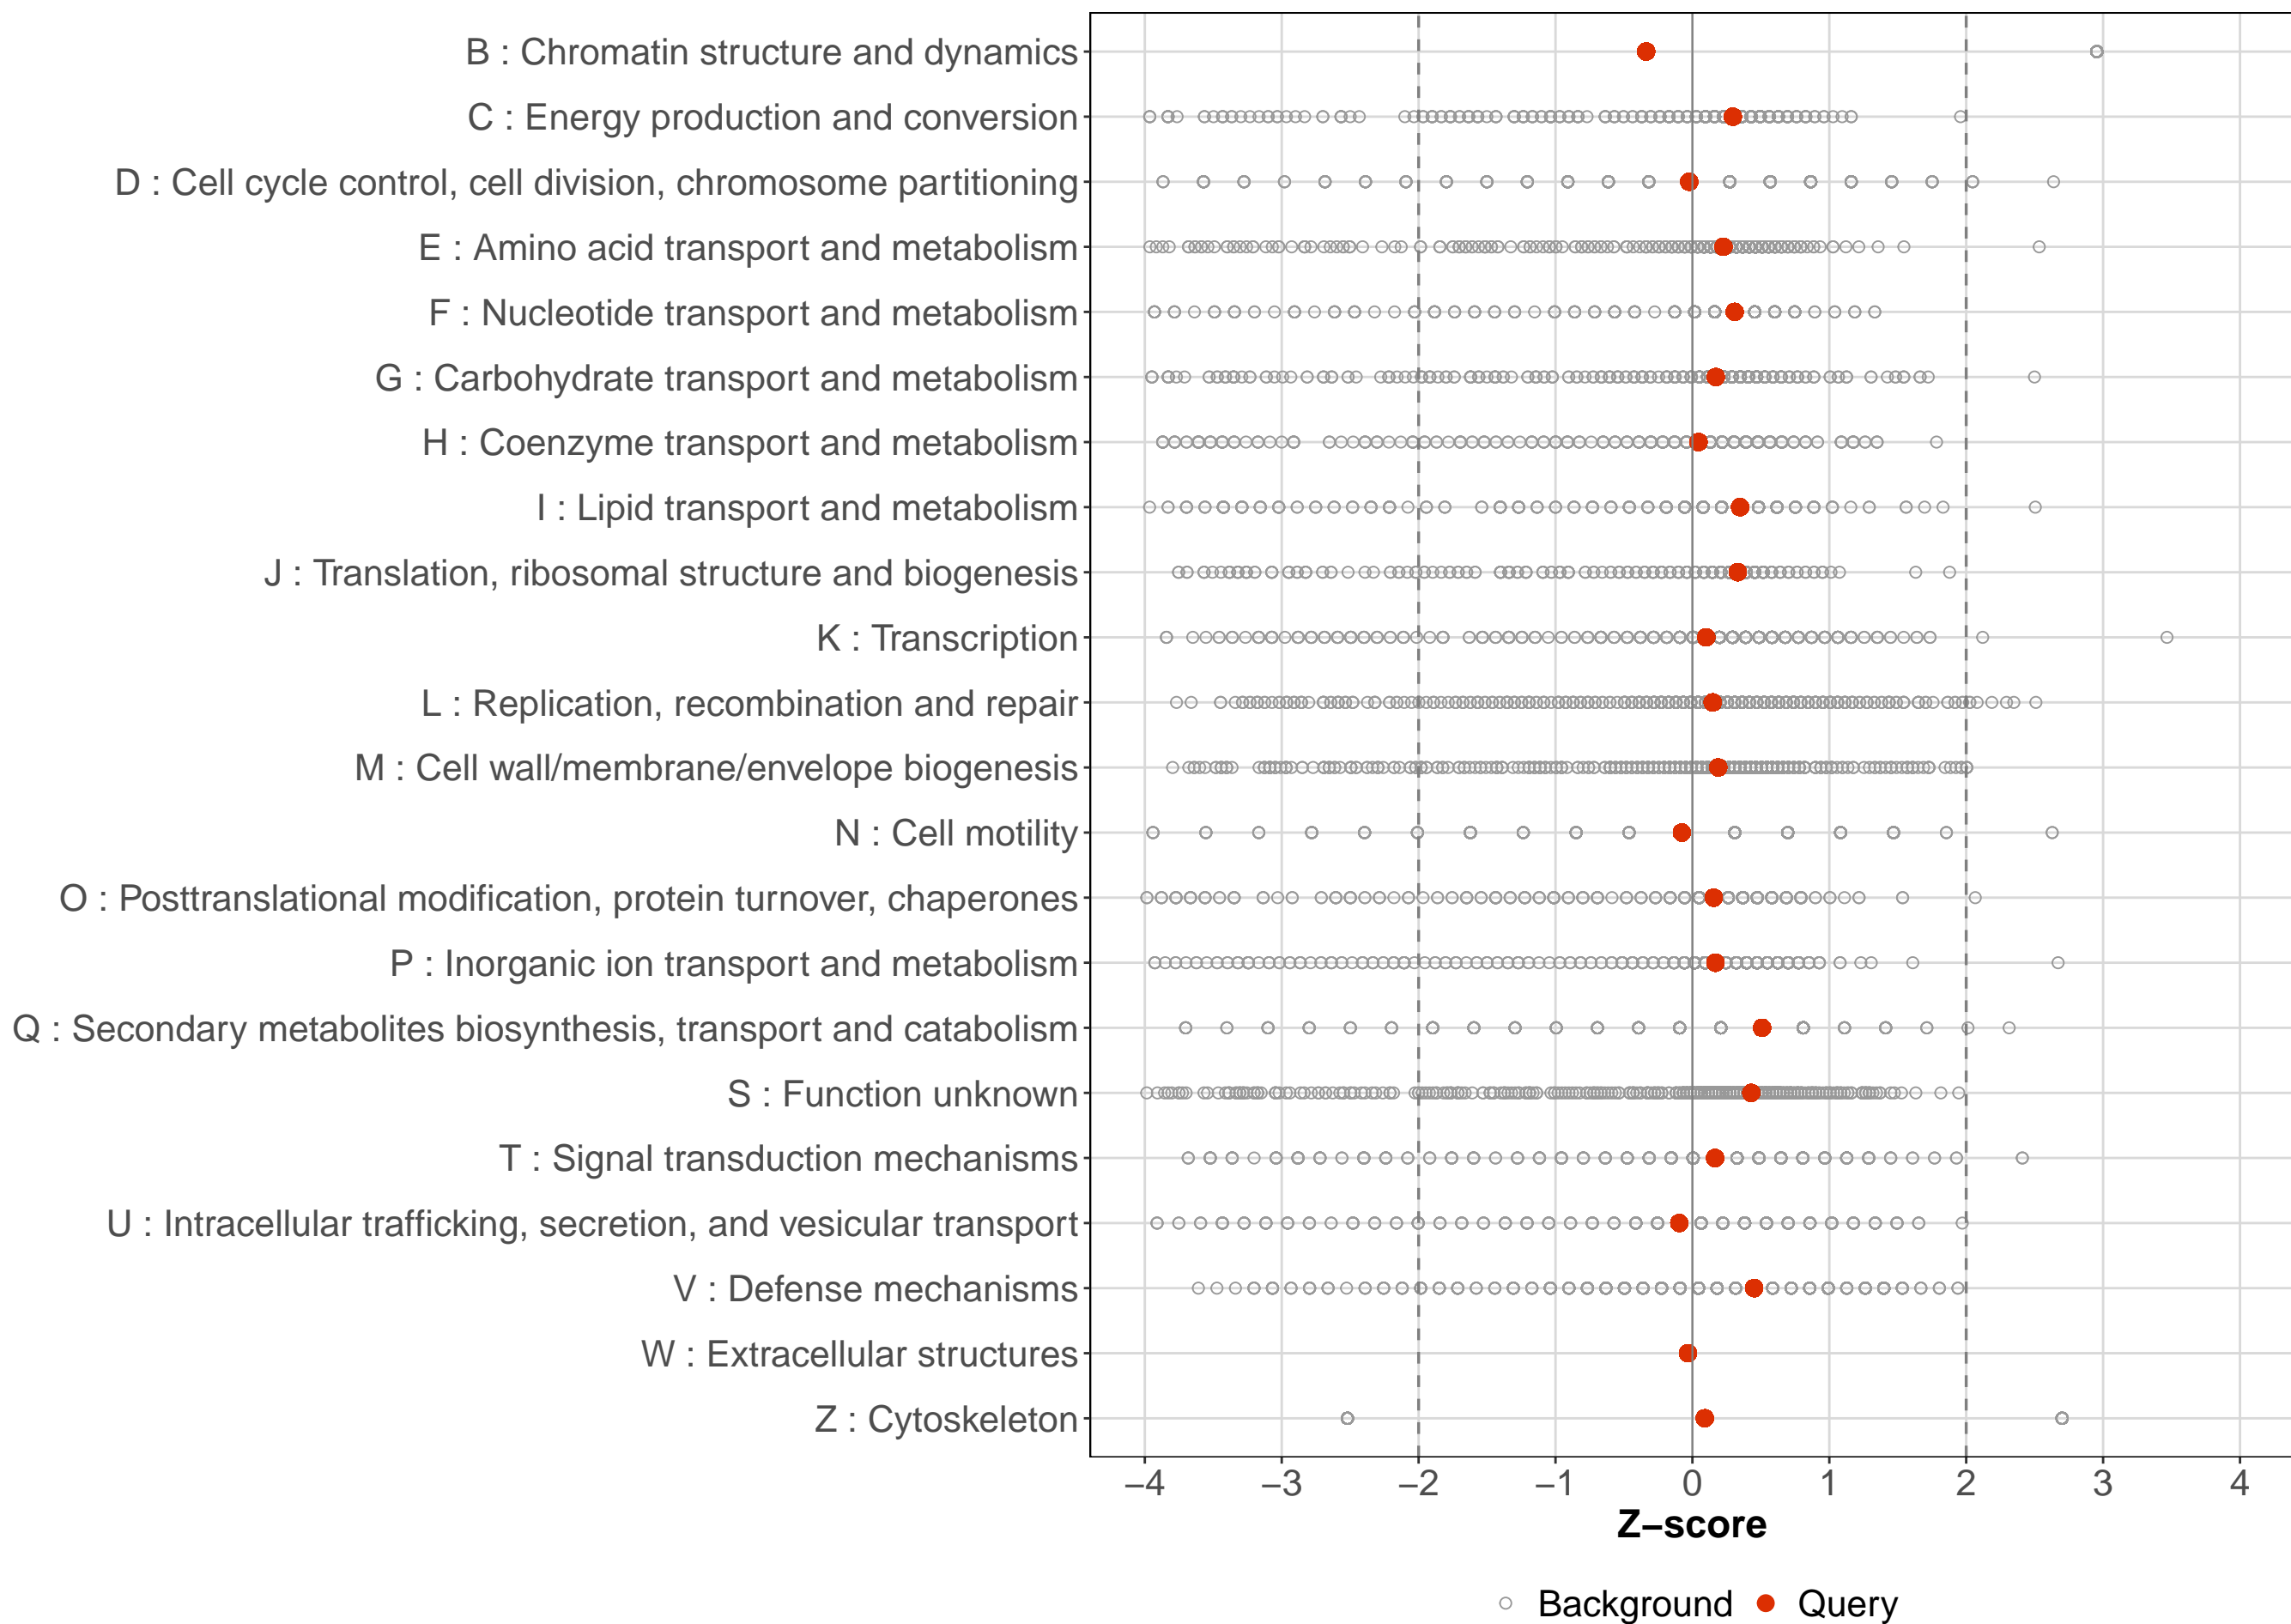 B : Chromatin structure and dynamics
C : Energy production and conversion
D : Cell cycle control, cell division, chromosome partitioning
E : Amino acid transport and metabolism
F : Nucleotide transport and metabolism
G : Carbohydrate transport and metabolism
H : Coenzyme transport and metabolism
I : Lipid transport and metabolism
J : Translation, ribosomal structure and biogenesis
K : Transcription
L : Replication, recombination and repair
M : Cell wall/membrane/envelope biogenesis
N : Cell motility
O : Posttranslational modification, protein turnover, chaperones
P : Inorganic ion transport and metabolism
Q : Secondary metabolites biosynthesis, transport and catabolism
S : Function unknown
T : Signal transduction mechanisms
U : Intracellular trafficking, secretion, and vesicular transport
V : Defense mechanisms
W : Extracellular structures
Z : Cytoskeleton
−4 −3 −2 −1 0 1 2 3 4
Z−score
Background Query